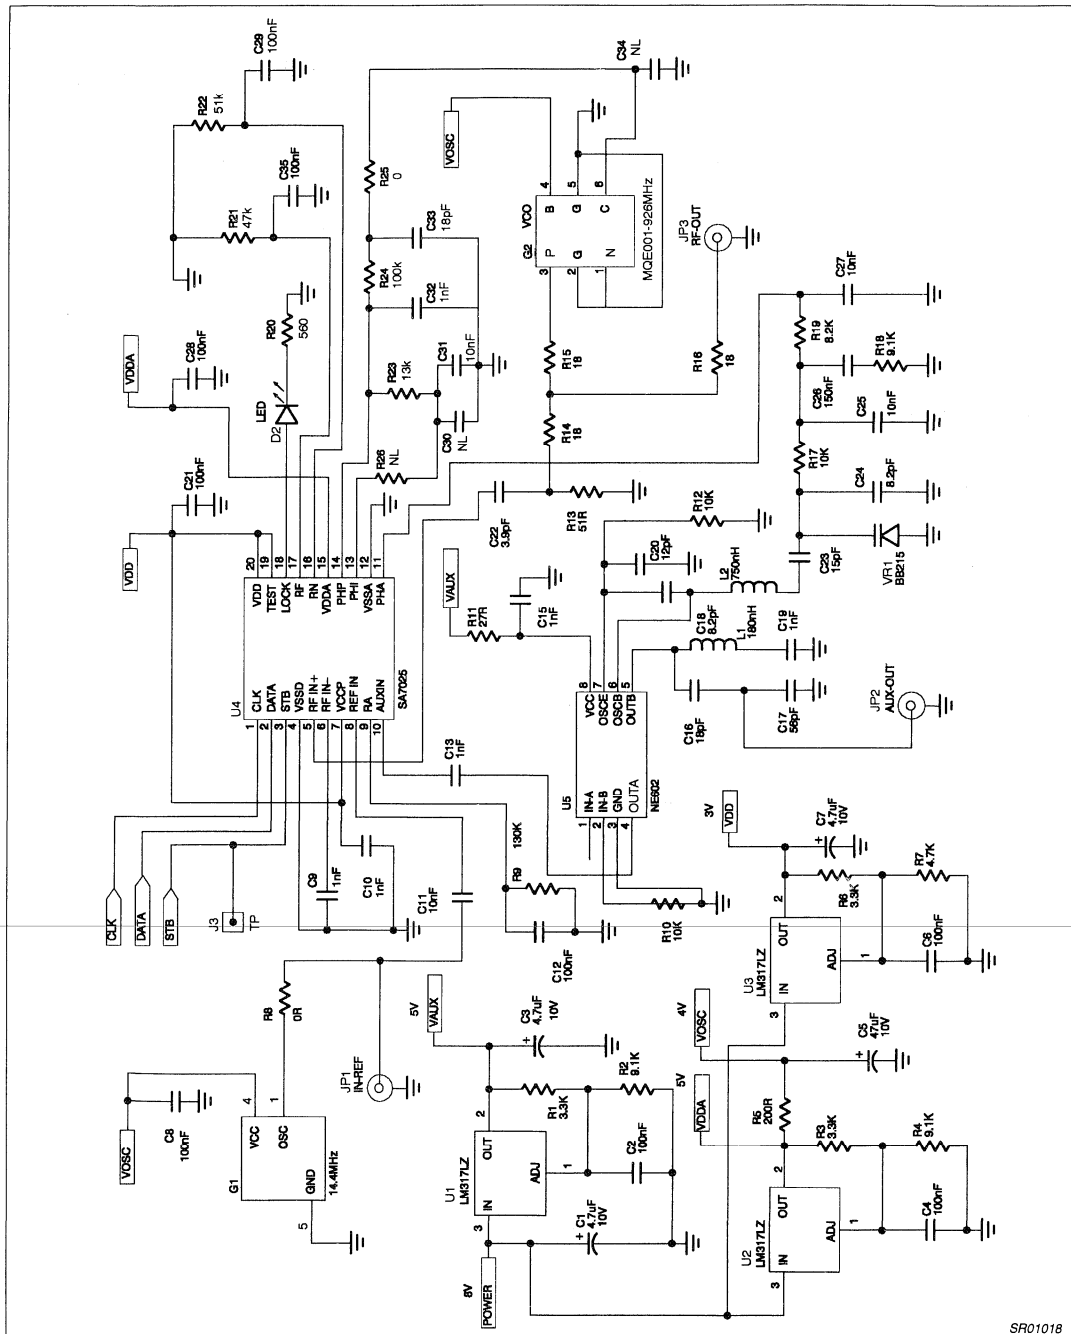 C29
100nF
R22
51k
R21
47k
C35
100nF
R20
560
LED
D2
VDDA
C28
100nF
VDD
C21
100nF
C34
NL
VOSC
R25
0
C33
18pF
R24
100k
C32
1nF
C31
10nF
R23
13k
C30
NL
R26
NL
G2
VCO
P
G
N
B
G
C
3
2
1
4
5
6
MQE001-926MHz
JP3
RF-OUT
R15
18
R16
18
R14
18
C22
3.9pF
R13
51R
U4
SA7025
CLK
DATA
STB
VSSD
RF IN+
RF IN-
VCCP
REF IN
RA
AUXIN
1
2
3
4
5
6
7
8
9
10
VDD
TEST
LOCK
RF
RN
VDDA
PHP
PHI
VSSA
PHA
20
19
18
17
16
15
14
13
12
11
CLK
DATA
STB
J3
TP
C9
1nF
C10
1nF
C11
10nF
C13
1nF
130K
R9
C12
100nF
VAUX
R11
27R
C15
1nF
U5
NE602
IN-A
IN-B
GND
OUTA
1
2
3
4
VCC
OSCE
OSCB
OUTB
8
7
6
5
R10
10K
C20
12pF
R12
10K
C18
8.2pF
L2
750nH
L1
180nH
C19
1nF
C16
18pF
C17
56pF
JP2
AUX-OUT
C23
15pF
VR1
BB215
C24
8.2pF
R17
10K
C25
10nF
C26
150nF
R18
9.1K
R19
8.2K
C27
10nF
VOSC
C8
100nF
G1
VCC
OSC
GND
4
1
5
14.4MHz
R8
0R
JP1
IN-REF
8V
POWER
C1
4.7uF
10V
U1
LM317LZ
IN
OUT
ADJ
3
2
1
5V
VAUX
C3
4.7uF
10V
R1
3.3K
R2
9.1K
C2
100nF
U2
LM317LZ
IN
OUT
ADJ
3
2
1
5V
VDDA
R5
200R
4V
VOSC
C5
47uF
10V
R3
3.3K
R4
9.1K
C4
100nF
U3
LM317LZ
IN
OUT
ADJ
3
2
1
3V
VDD
C7
4.7uF
10V
R6
3.3K
R7
4.7K
C6
100nF
SR01018